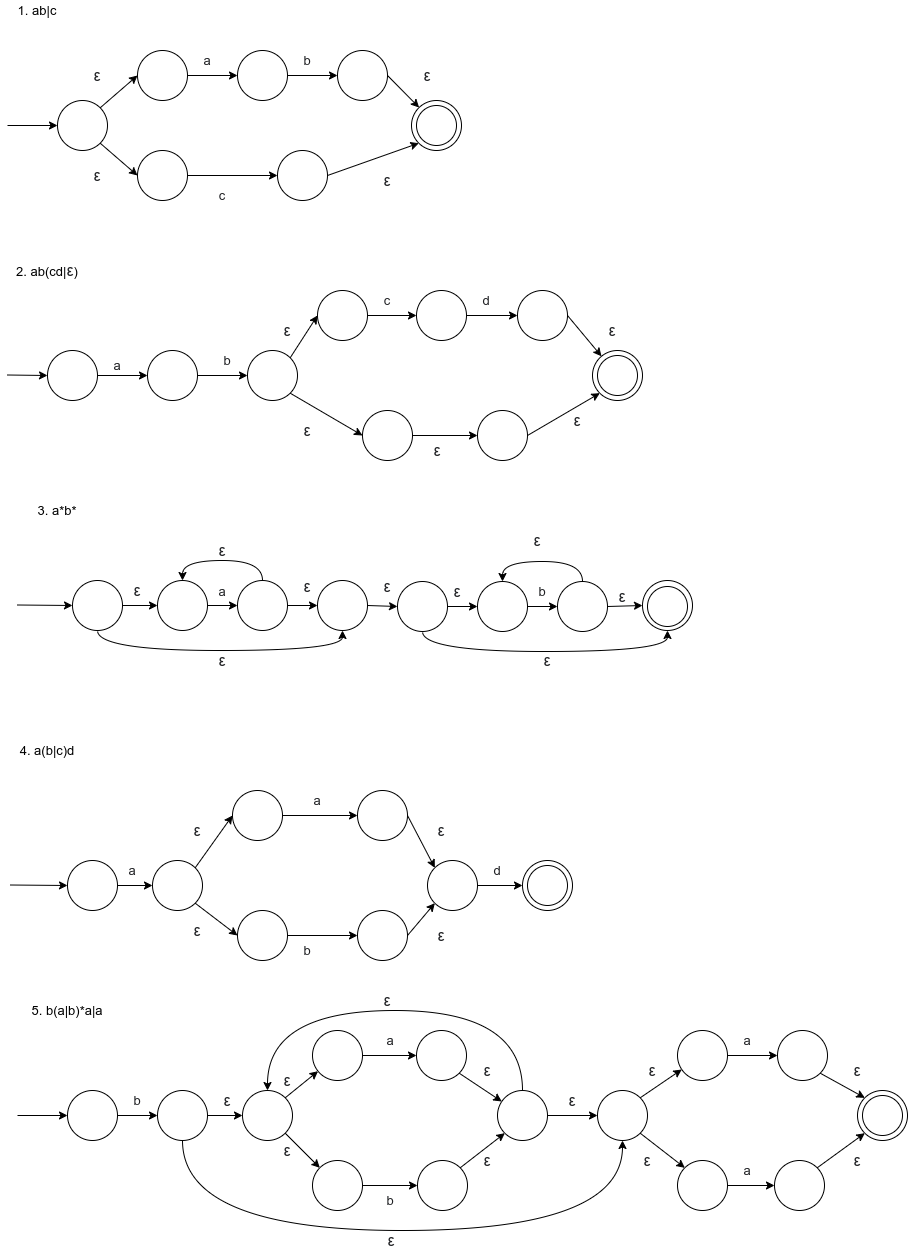 1. ab|c
ε a b ε
ε c ε
2. ab(cd|ε)
a b ε c d ε
ε ε ε
3. a*b*
ε ε
ε a ε ε ε b ε
ε ε
4. a(b|c)d
a ε a ε d
ε b ε
5. b(a|b)*a|a
ε
b ε ε a ε ε ε a ε
ε b ε ε a ε
ε